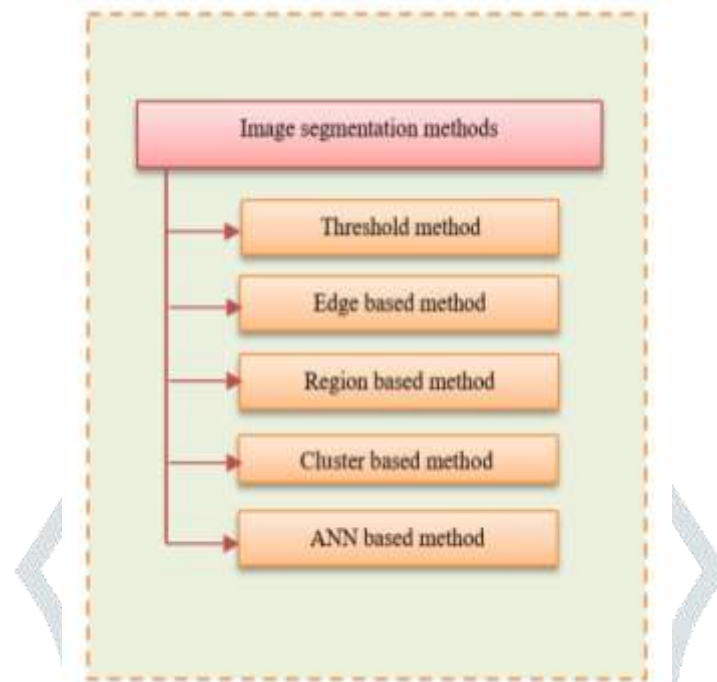 Image segmentation methods
Threshold method
Edge based method
Region based method
Cluster based method
ANN based method